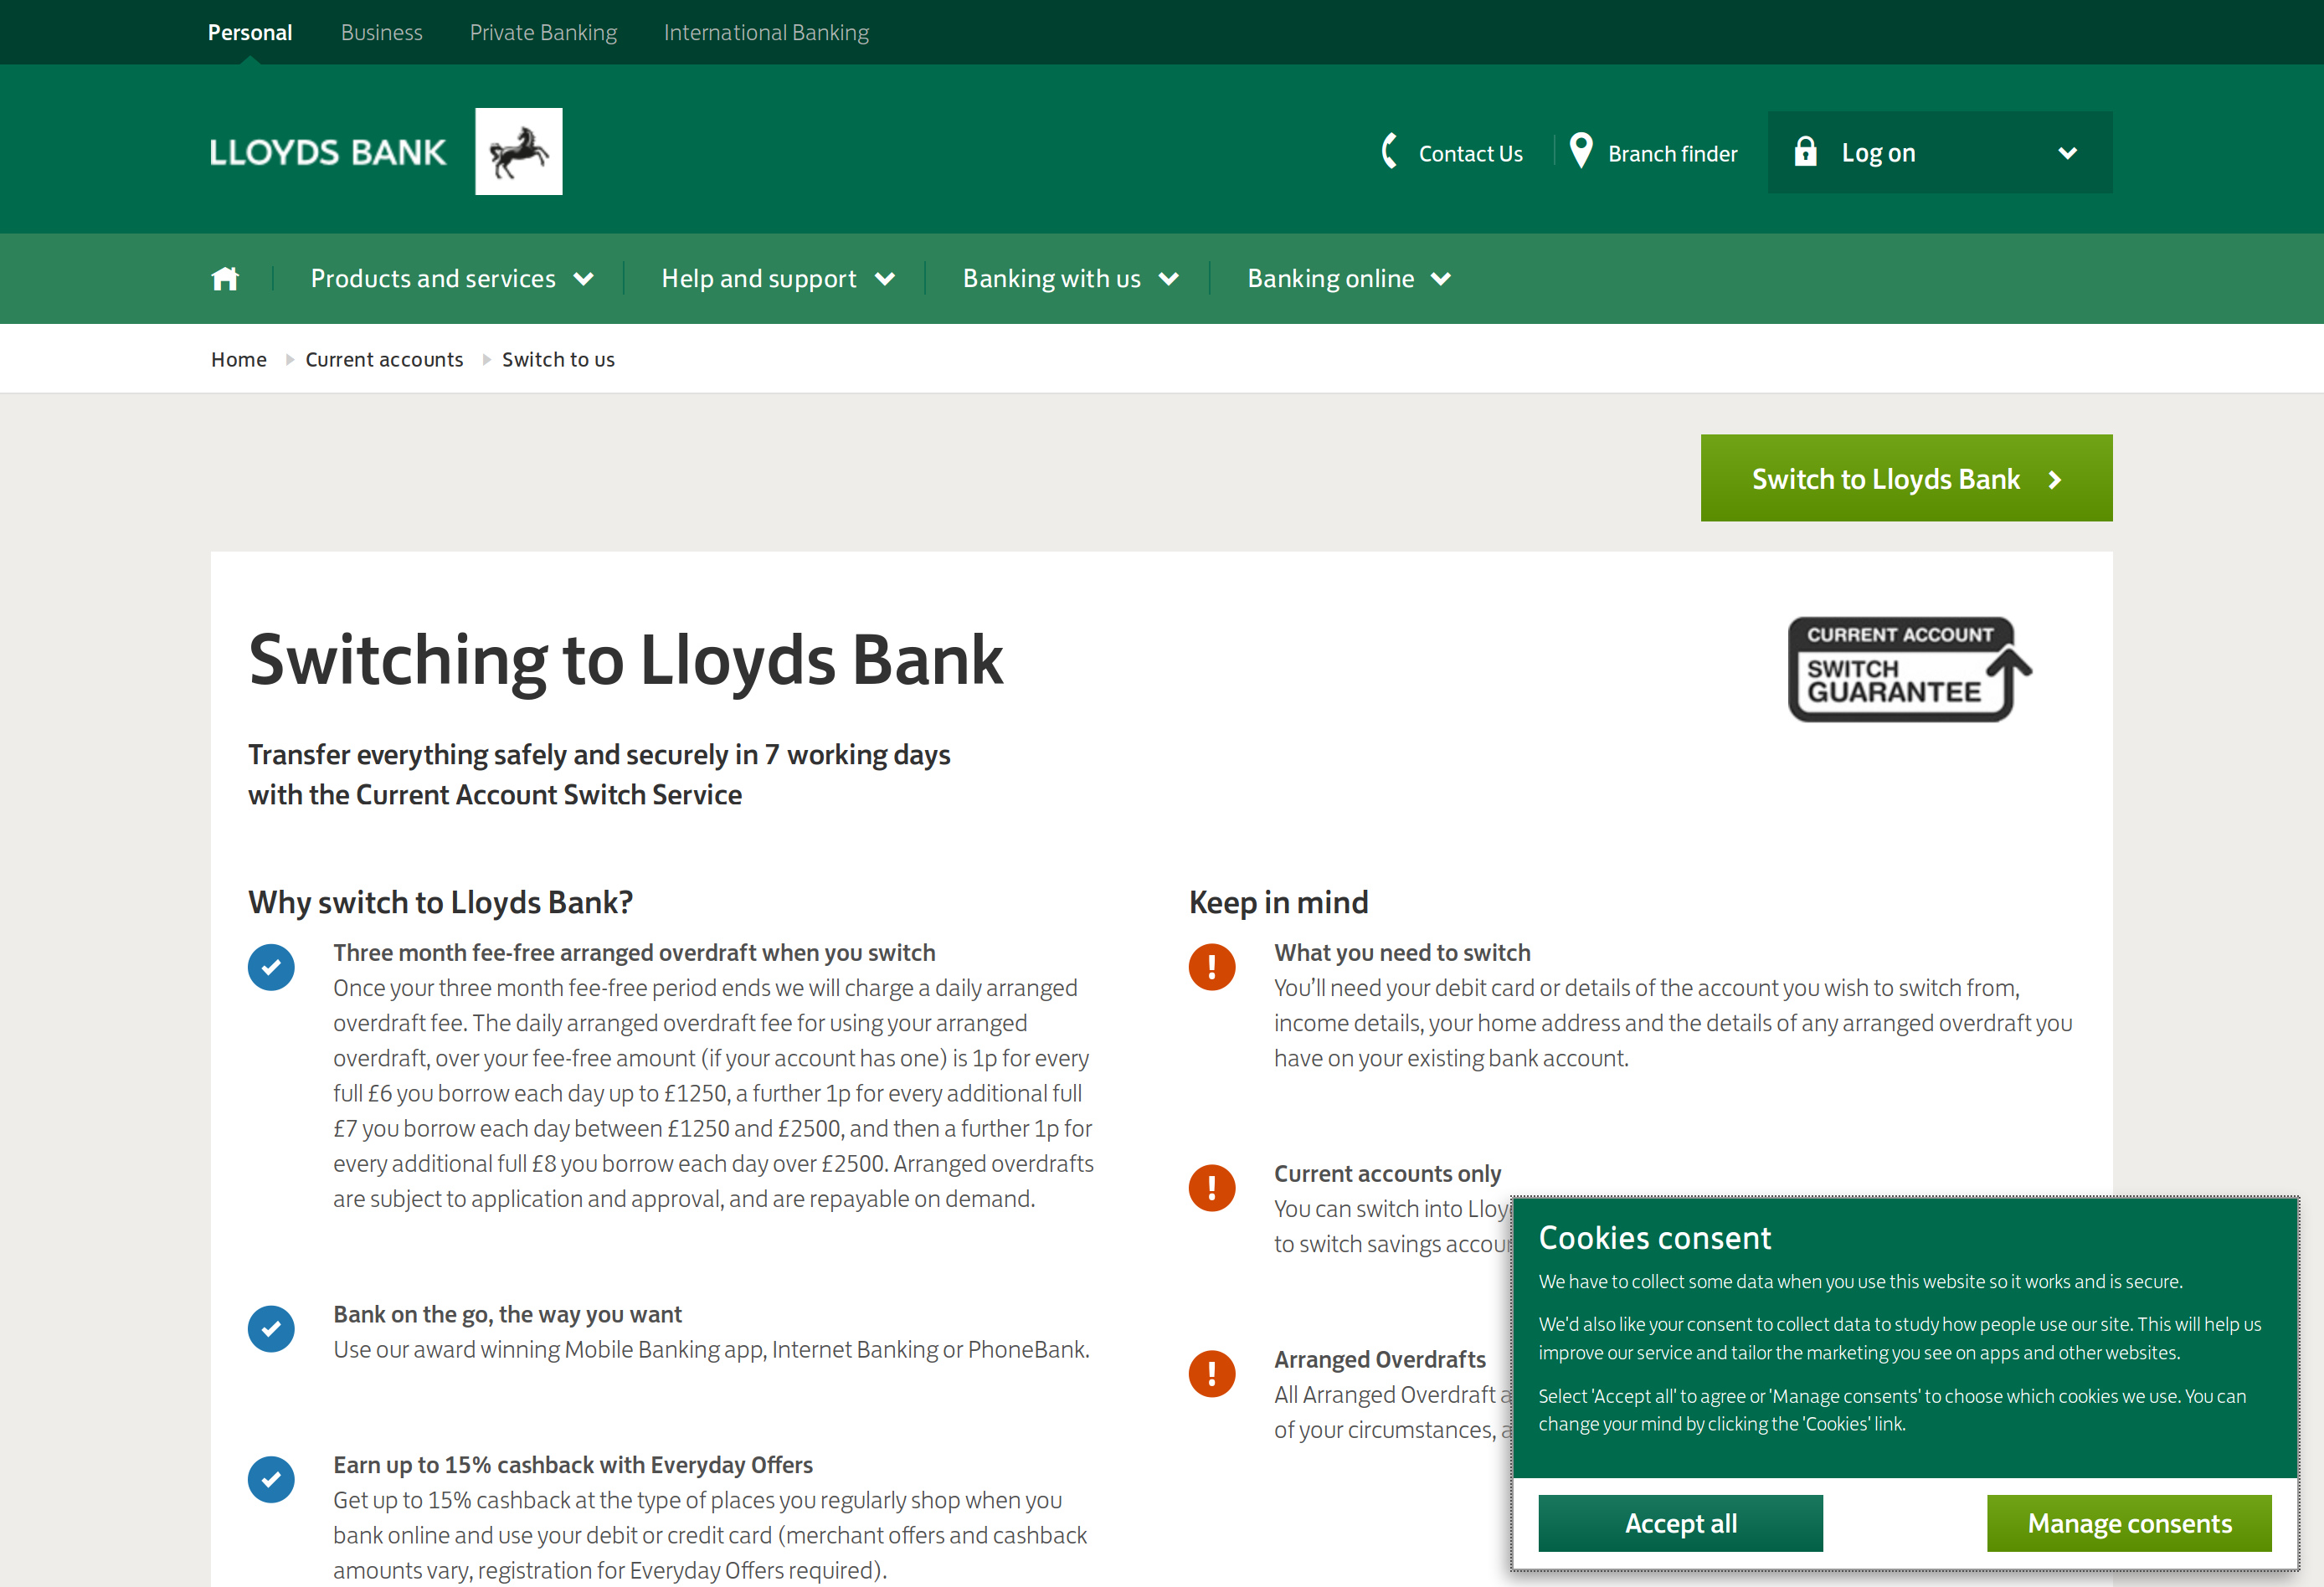 Personal Business Private Banking International Banking
LLOYDS BANK
Contact Us Branch finder Log on
Products and services Help and support Banking with us Banking online
Home Current accounts Switch to us
Switch to Lloyds Bank
Switching to Lloyds Bank
CURRENT ACCOUNT
SWITCH
GUARANTEE
Transfer everything safely and securely in 7 working days
with the Current Account Switch Service
Why switch to Lloyds Bank?
Three month fee-free arranged overdraft when you switch
Once your three month fee-free period ends we will charge a daily arranged
overdraft fee. The daily arranged overdraft fee for using your arranged
overdraft, over your fee-free amount (if your account has one) is 1p for every
full £6 you borrow each day up to £1250, a further 1p for every additional full
£7 you borrow each day between £1250 and £2500, and then a further 1p for
every additional full £8 you borrow each day over £2500. Arranged overdrafts
are subject to application and approval, and are repayable on demand.
Bank on the go, the way you want
Use our award winning Mobile Banking app, Internet Banking or PhoneBank.
Earn up to 15% cashback with Everyday Offers
Get up to 15% cashback at the type of places you regularly shop when you
bank online and use your debit or credit card (merchant offers and cashback
amounts vary, registration for Everyday Offers required).
Keep in mind
What you need to switch
You’ll need your debit card or details of the account you wish to switch from,
income details, your home address and the details of any arranged overdraft you
have on your existing bank account.
Current accounts only
You can switch into
to switch savings
Arranged Overdrafts
All Arranged Overdraft
of your circumstances,
Cookies consent
We have to collect some data when you use this website so it works and is secure.
We'd also like your consent to collect data to study how people use our site. This will help us
improve our service and tailor the marketing you see on apps and other websites.
Select 'Accept all' to agree or 'Manage consents' to choose which cookies we use. You can
change your mind by clicking the 'Cookies' link.
Accept all Manage consents